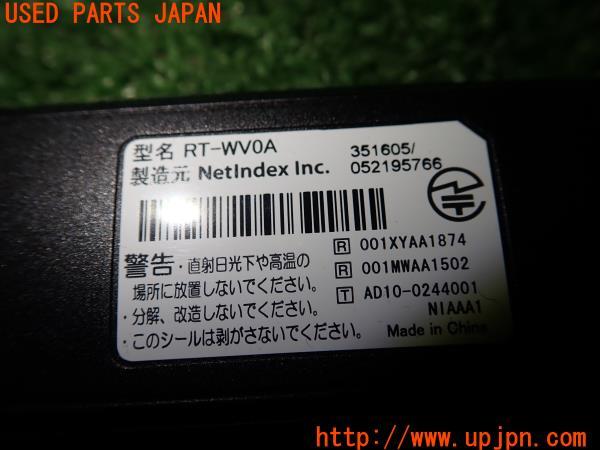 USED PARTS JAPAN
型名 RT-WV0A
351605/
製造元 NetIndex Inc.
052195766
R 001XYAA1874
警告・直射日光下や高温の
場所に放置しないでください。
R 001MWAA1502
・分解、改造しないでください。
T AD10-0244001
NIAAA1
・このシールは剥がさないでください。
Made in China
http://www.upjpn.com/